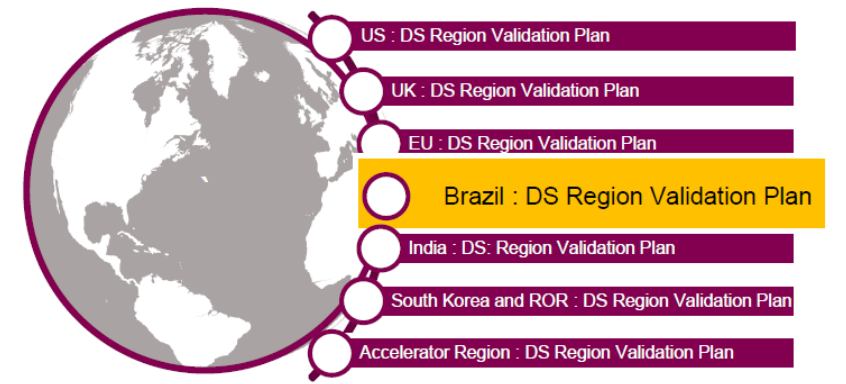 US : DS Region Validation Plan
UK : DS Region Validation Plan
EU : DS Region Validation Plan
Brazil : DS Region Validation Plan
India : DS: Region Validation Plan
South Korea and ROR : DS Region Validation Plan
Accelerator Region : DS Region Validation Plan